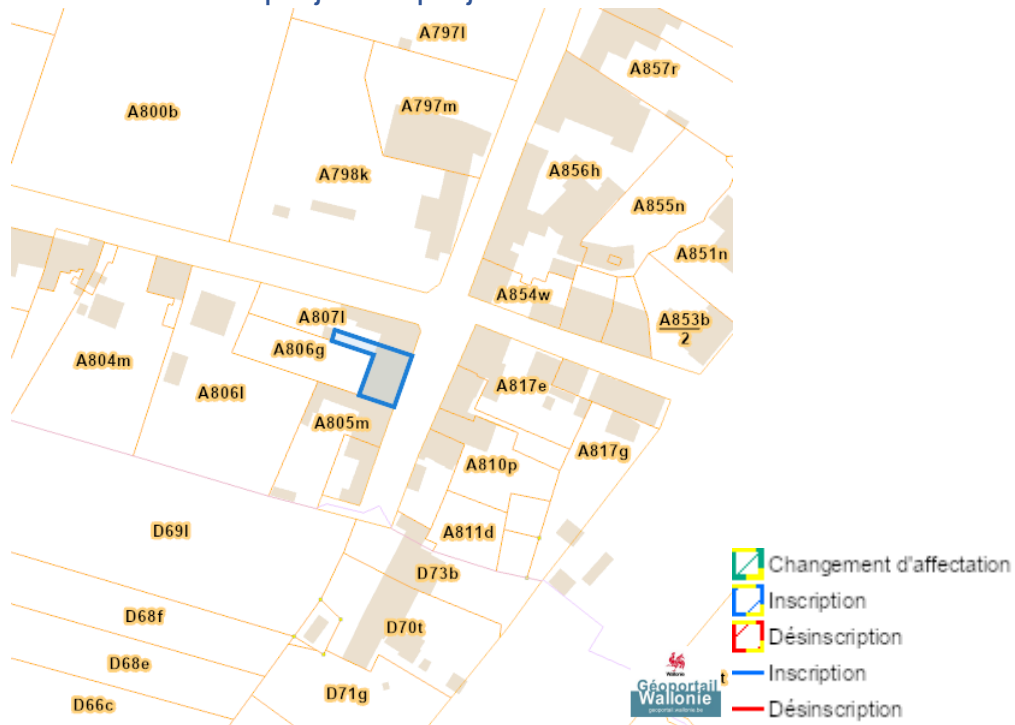 A797l
A857r
A797m
A800b
A856h
A798k
A855n
A851n
A854w
A807l
A853b
2
A806g
A804m
A817e
A806l
A805m
A817g
A810p
D69l
A811d
D73b
Changement d'affectation
Inscription
D68f
D70t
Désinscription
D68e
Wallonie
t
Inscription
Géoportail
Wallonie
geoportail.wallonie.be
D71g
D66c
Désinscription